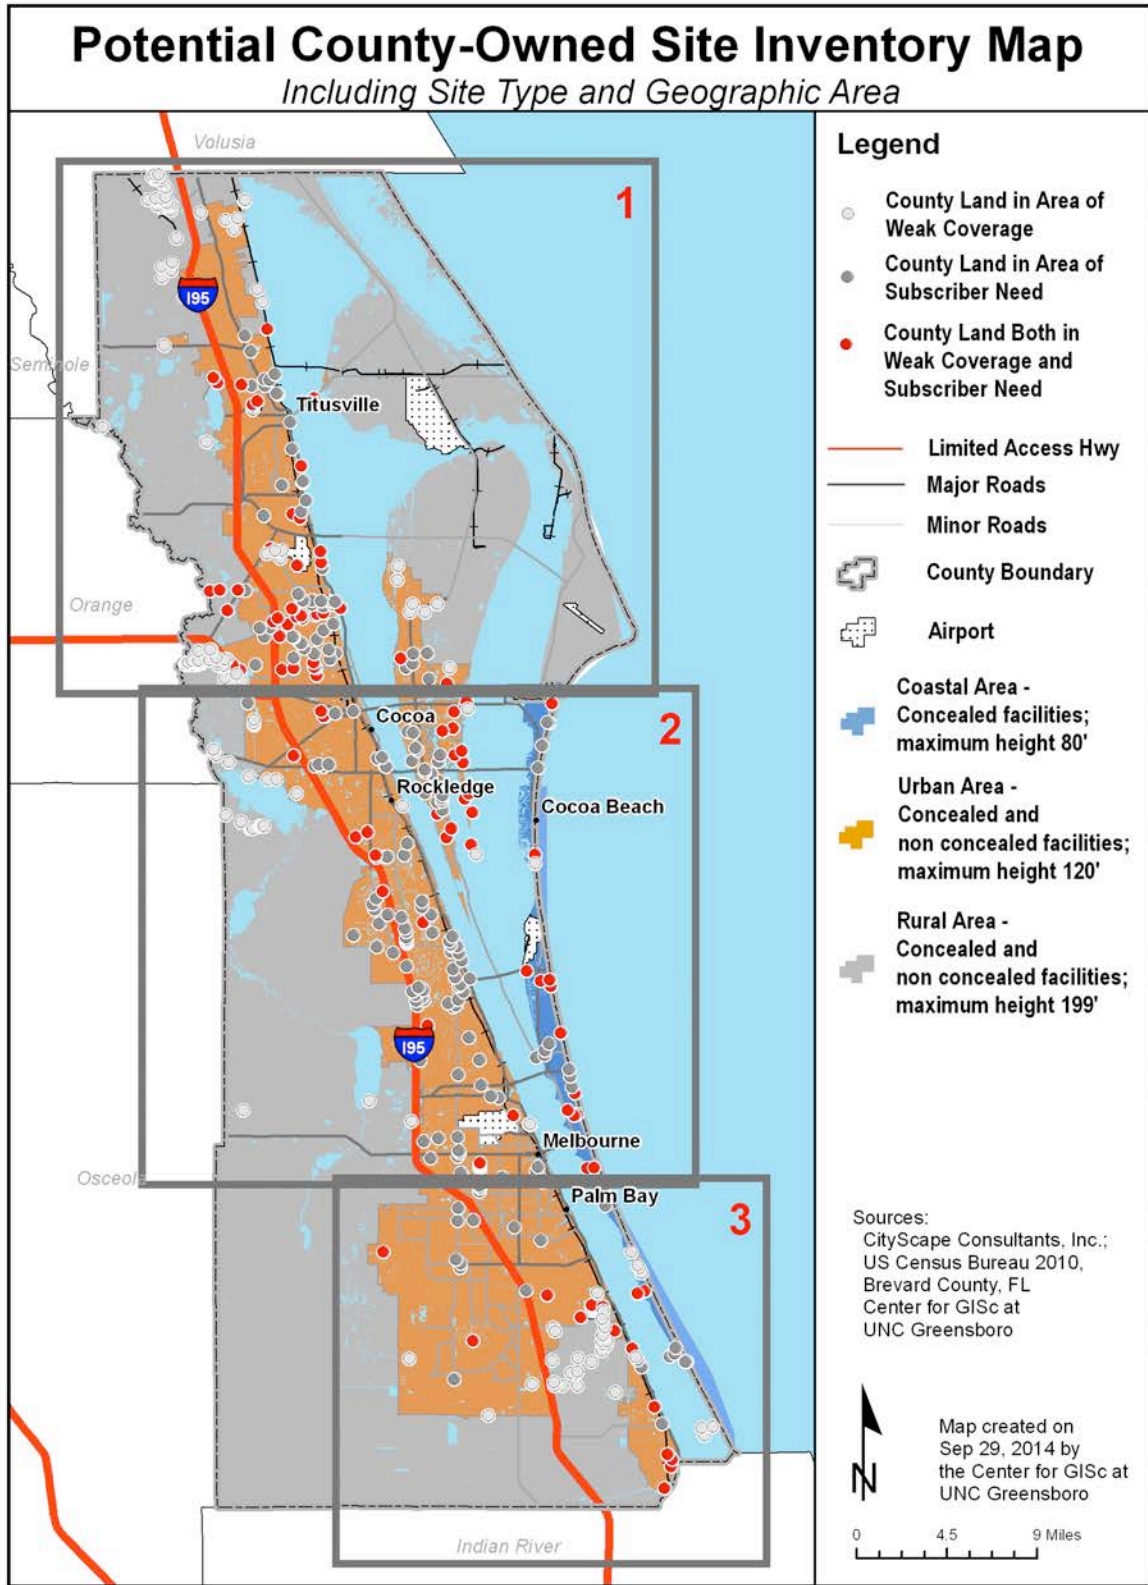 Potential County-Owned Site Inventory Map
Including Site Type and Geographic Area
Volusia
1
I95
Seminole
Titusville
Orange
2
Cocoa
Rockledge
Cocoa Beach
I95
Melbourne
Osceola
Palm Bay
3
Indian River
Legend
County Land in Area of
Weak Coverage
County Land in Area of
Subscriber Need
County Land Both in
Weak Coverage and
Subscriber Need
Limited Access Hwy
Major Roads
Minor Roads
County Boundary
Airport
Coastal Area -
Concealed facilities;
maximum height 80'
Urban Area -
Concealed and
non concealed facilities;
maximum height 120'
Rural Area -
Concealed and
non concealed facilities;
maximum height 199'
Sources:
CityScape Consultants, Inc.;
US Census Bureau 2010,
Brevard County, FL
Center for GISc at
UNC Greensboro
N
Map created on
Sep 29, 2014 by
the Center for GISc at
UNC Greensboro
0 4.5 9 Miles